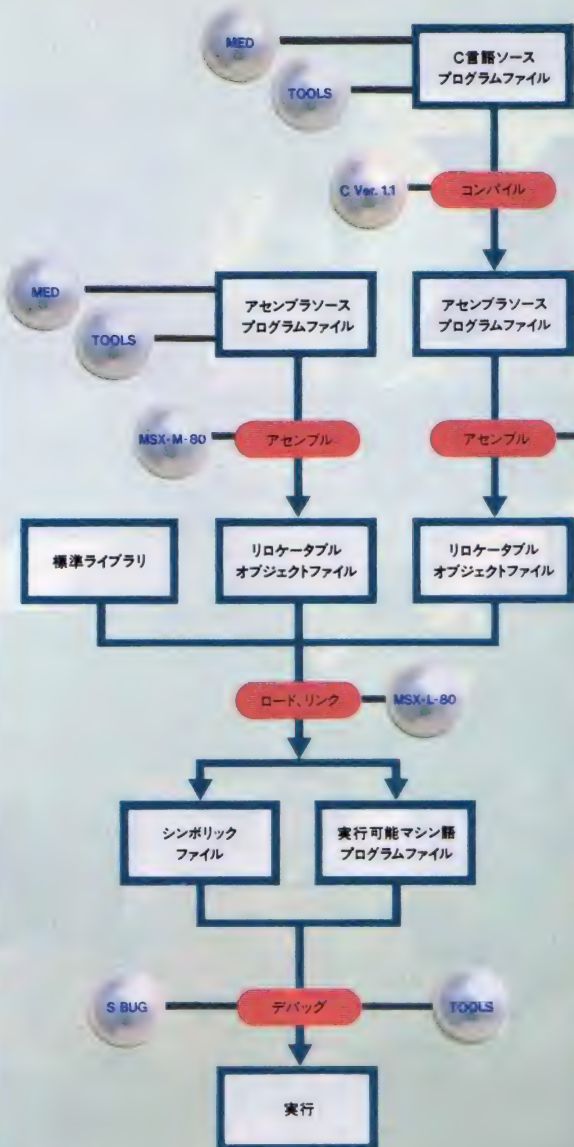 MED
C言語ソース
プログラムファイル
TOOLS
C Ver. 1.1
コンパイル
MED
アセンブラソース
プログラムファイル
アセンブラソース
プログラムファイル
TOOLS
MSX-M-80
アセンブル
アセンブル
標準ライブラリ
リロケータブル
オブジェクトファイル
リロケータブル
オブジェクトファイル
ロード、リンク
MSX-L-80
シンボリック
ファイル
実行可能マシン語
プログラムファイル
S BUG
デバッグ
TOOLS
実行